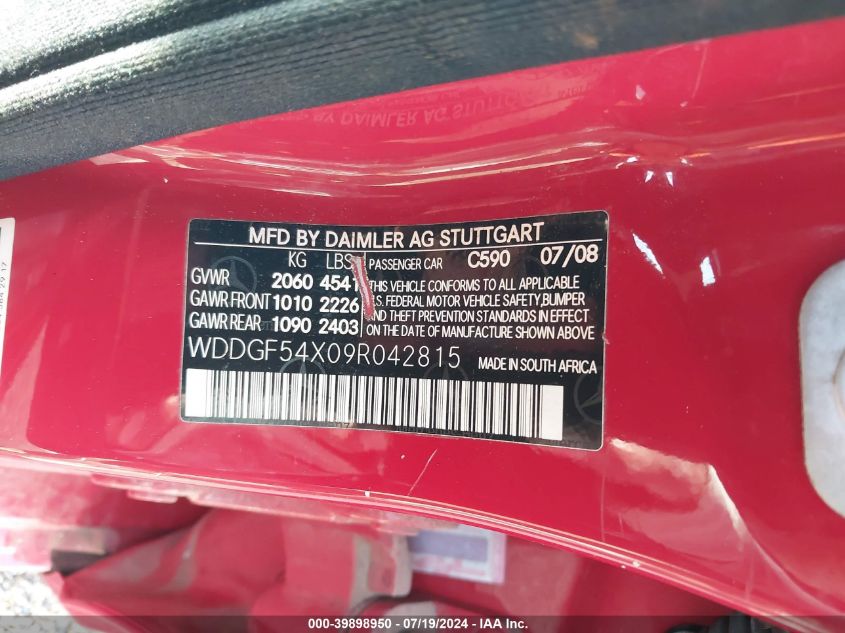 MFD BY DAIMLER AG STUTTGART
KG LBS PASSENGER CAR C590 07/08
GVWR 2060 4541
GAWR FRONT 1010 2226
GAWR REAR 1090 2403
THIS VEHICLE CONFORMS TO ALL APPLICABLE
U.S. FEDERAL MOTOR VEHICLE SAFETY, BUMPER
AND THEFT PREVENTION STANDARDS IN EFFECT
ON THE DATE OF MANUFACTURE SHOWN ABOVE
WDDGF54X09R042815 MADE IN SOUTH AFRICA
000-39898950 - 07/19/2024 - IAA, Inc.